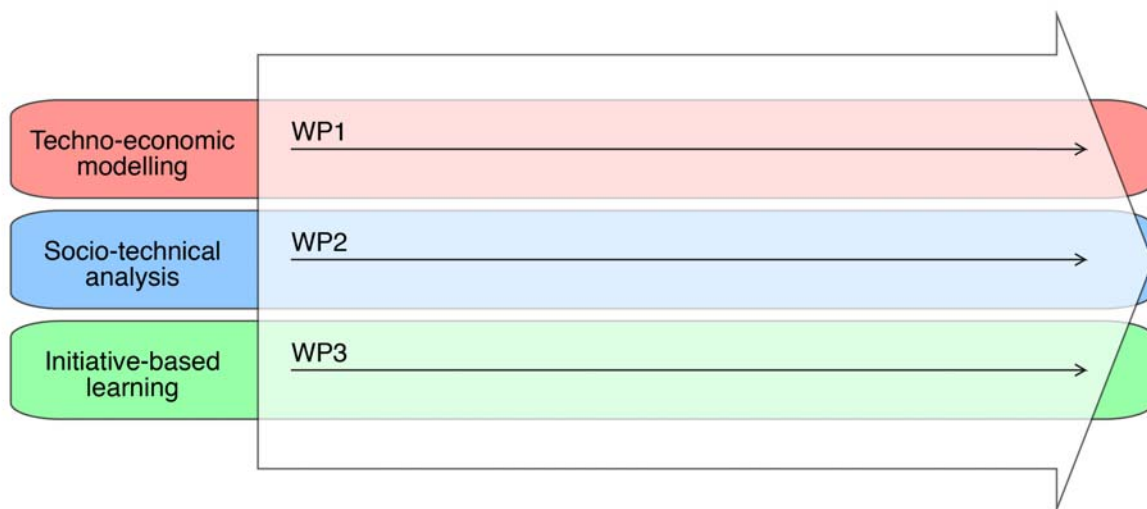 Techno-economic
modelling
WP1
Socio-technical
analysis
WP2
Initiative-based
learning
WP3